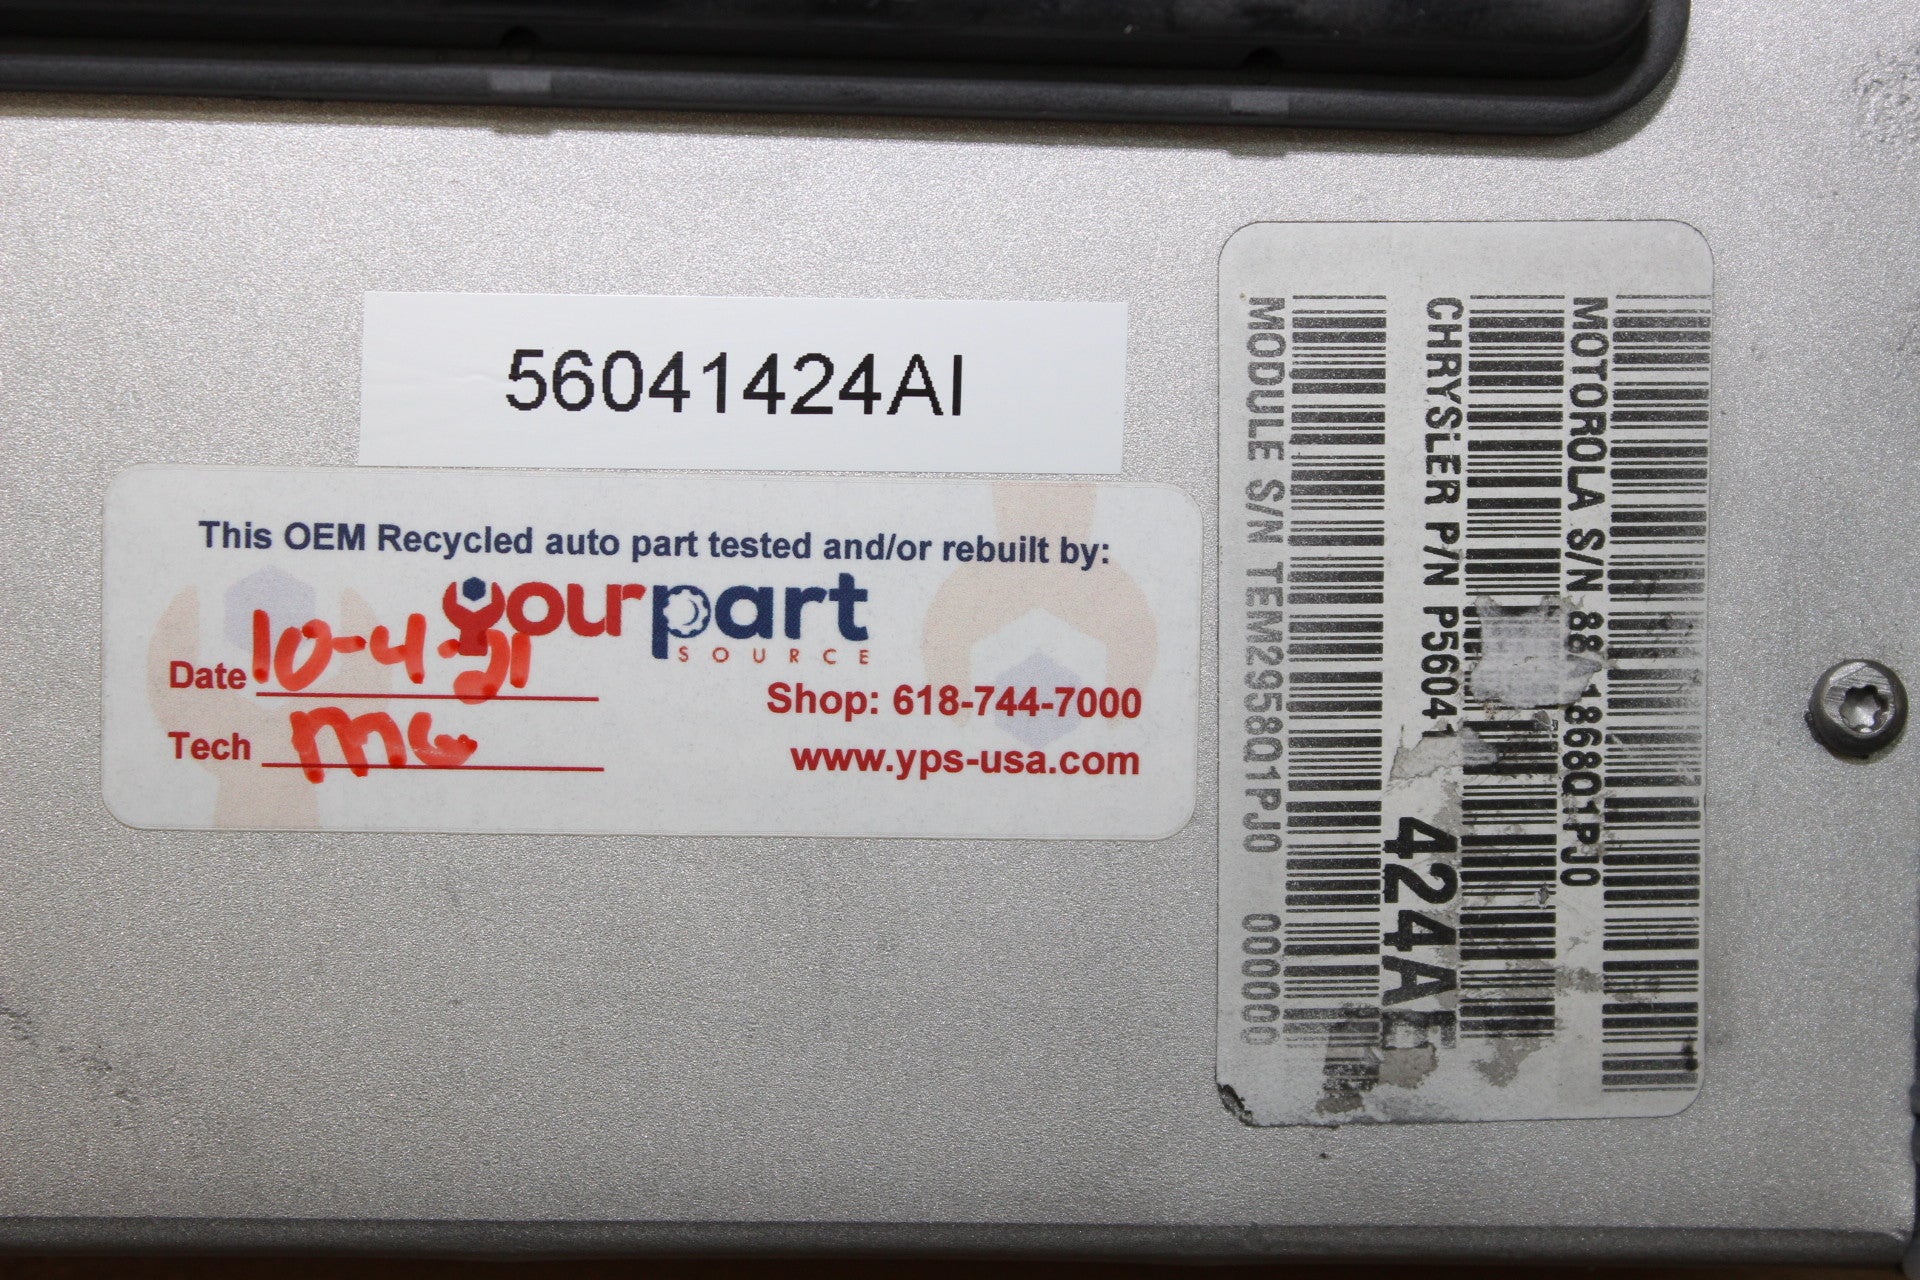 56041424AI
This OEM Recycled auto part tested and/or rebuilt by:
yourpart
SOURCE
Date 10-4-21
Tech MG
Shop: 618-744-7000
www.yps-usa.com
MOTOROLA S/N
CHRYSLER P/N P56041
424A
MODULE S/N TEM2958Q1PJ0 000000